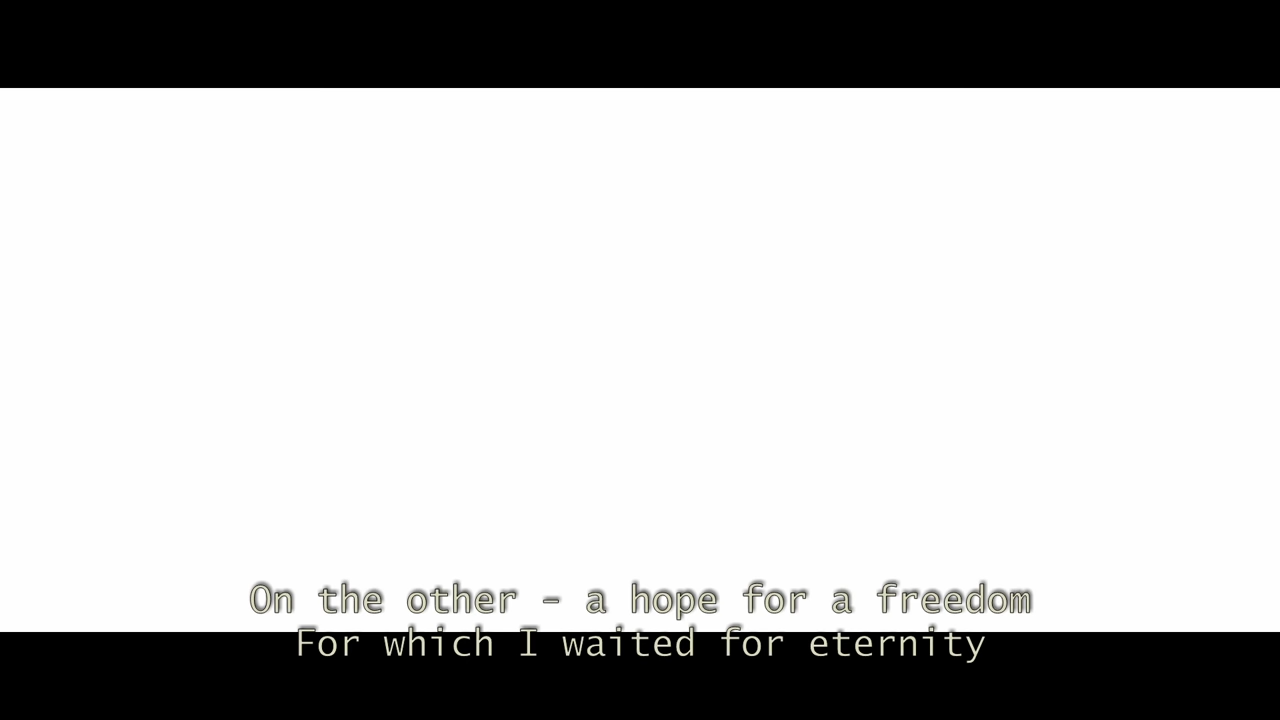 On the other – a hope for a freedom
For which I waited for eternity